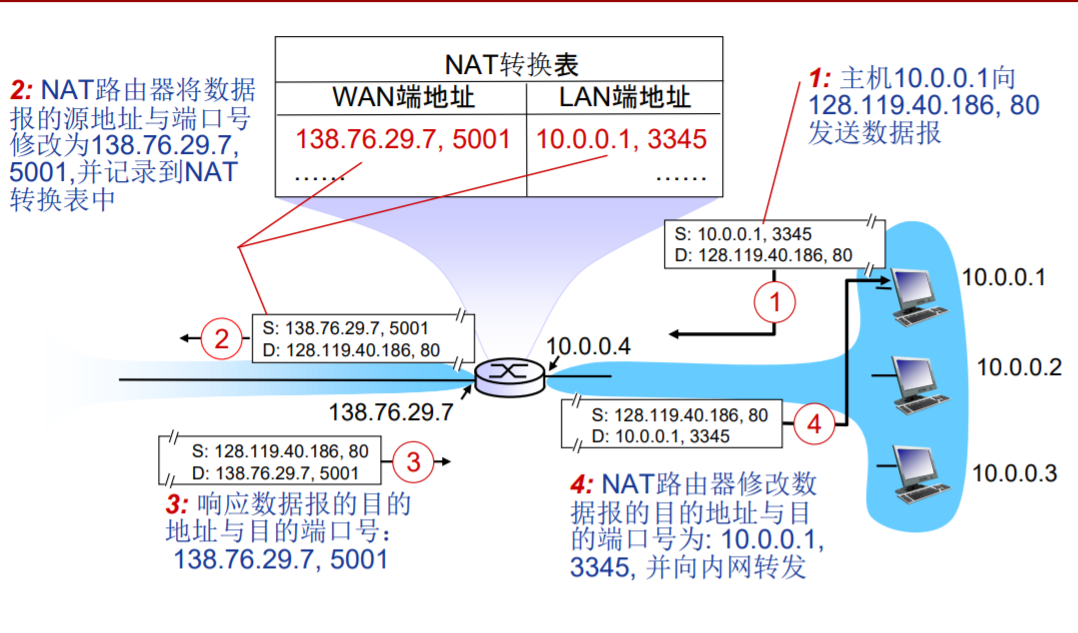 NAT转换表
WAN端地址 LAN端地址
138.76.29.7, 5001 10.0.0.1, 3345
…… ……
2: NAT路由器将数据
报的源地址与端口号
修改为138.76.29.7,
5001,并记录到NAT
转换表中
1: 主机10.0.0.1向
128.119.40.186, 80
发送数据报
S: 10.0.0.1, 3345
D: 128.119.40.186, 80
1
10.0.0.1
S: 138.76.29.7, 5001
D: 128.119.40.186, 80
2
10.0.0.4
10.0.0.2
138.76.29.7
S: 128.119.40.186, 80
D: 10.0.0.1, 3345
4
S: 128.119.40.186, 80
D: 138.76.29.7, 5001
3
10.0.0.3
3: 响应数据报的目的
地址与目的端口号：
138.76.29.7, 5001
4: NAT路由器修改数
据报的目的地址与目
的端口号为: 10.0.0.1,
3345, 并向内网转发